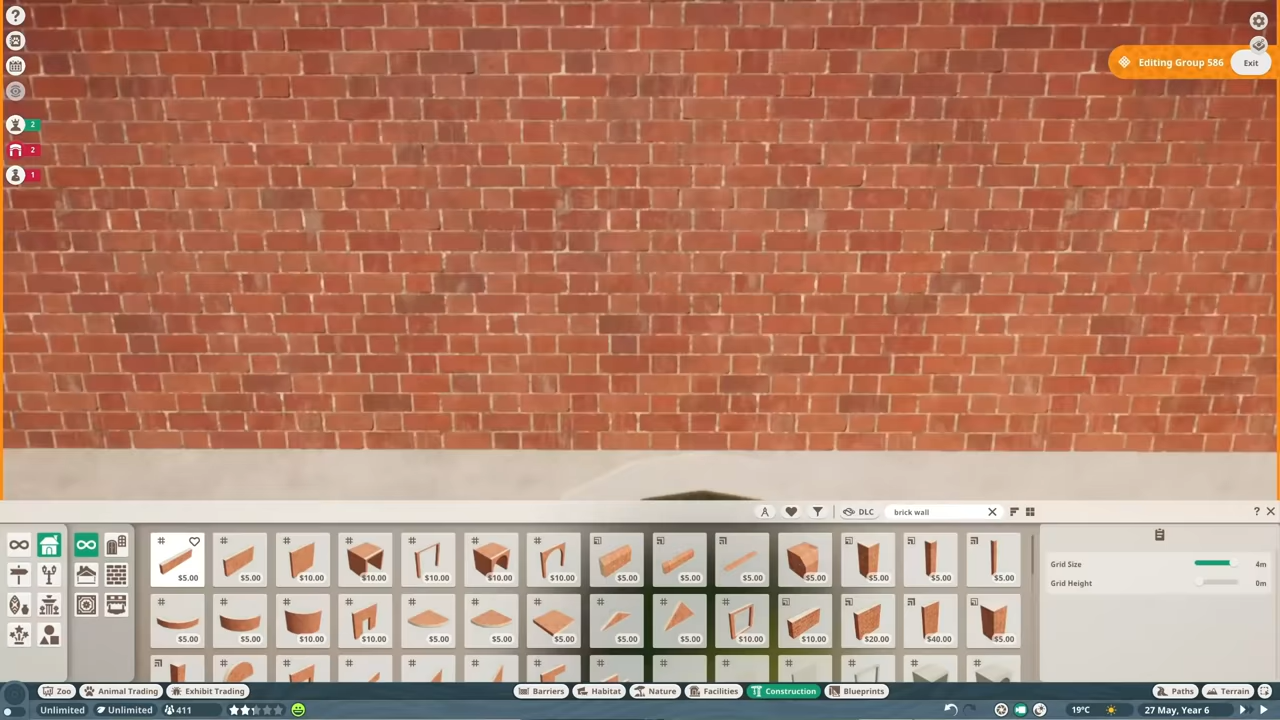 ?
Editing Group 586
Exit
2
2
1
DLC
brick wall
?
$5.00
$5.00
$10.00
$10.00
$10.00
$10.00
$10.00
$5.00
$5.00
$5.00
$5.00
$5.00
$5.00
$5.00
Grid Size
4m
Grid Height
0m
$5.00
$5.00
$10.00
$10.00
$5.00
$5.00
$5.00
$5.00
$5.00
$10.00
$10.00
$20.00
$40.00
$5.00
Zoo
Animal Trading
Exhibit Trading
Barriers
Habitat
Nature
Facilities
Construction
Blueprints
Paths
Terrain
Unlimited
Unlimited
411
19°C
27 May, Year 6